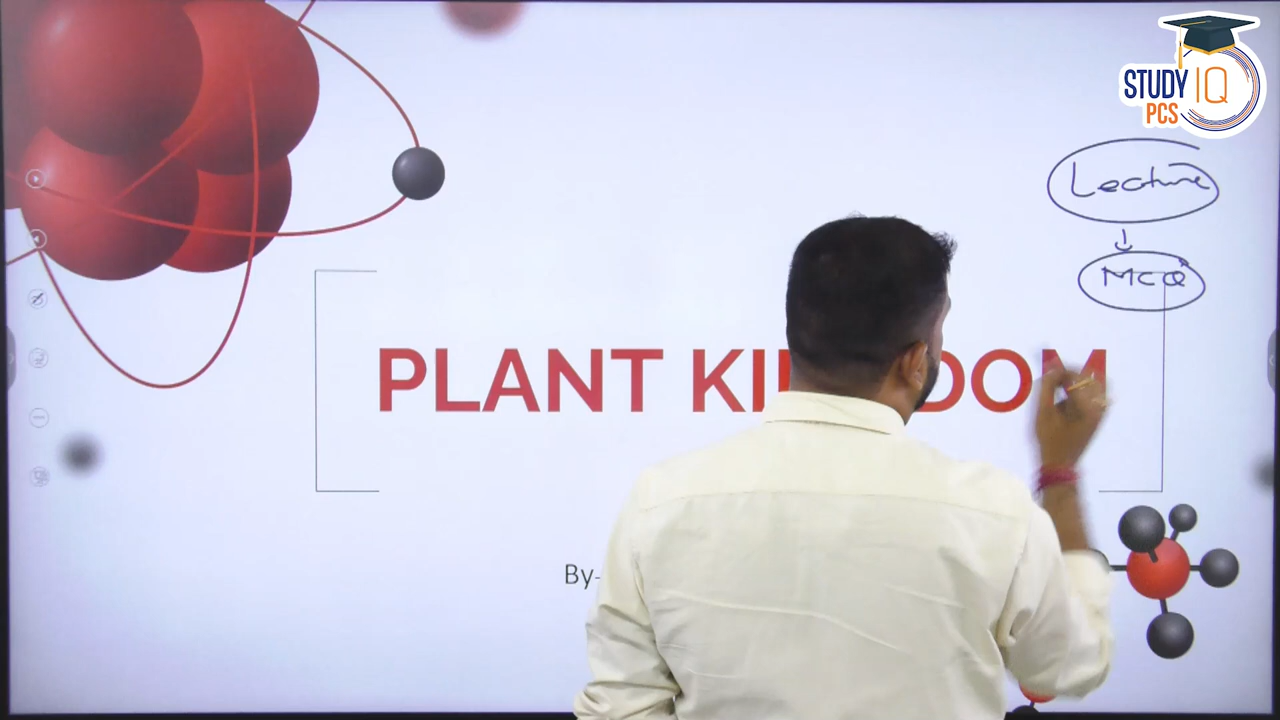 STUDY IQ
PCS
Lecture
MCQ
PLANT KI DOM
By-